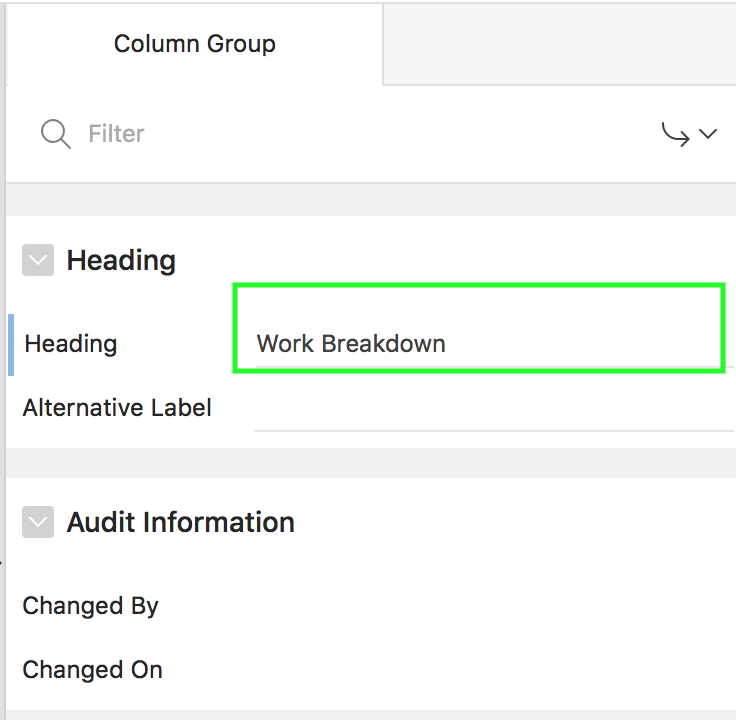 Column Group
Filter
Heading
Heading Work Breakdown
Alternative Label
Audit Information
Changed By
Changed On